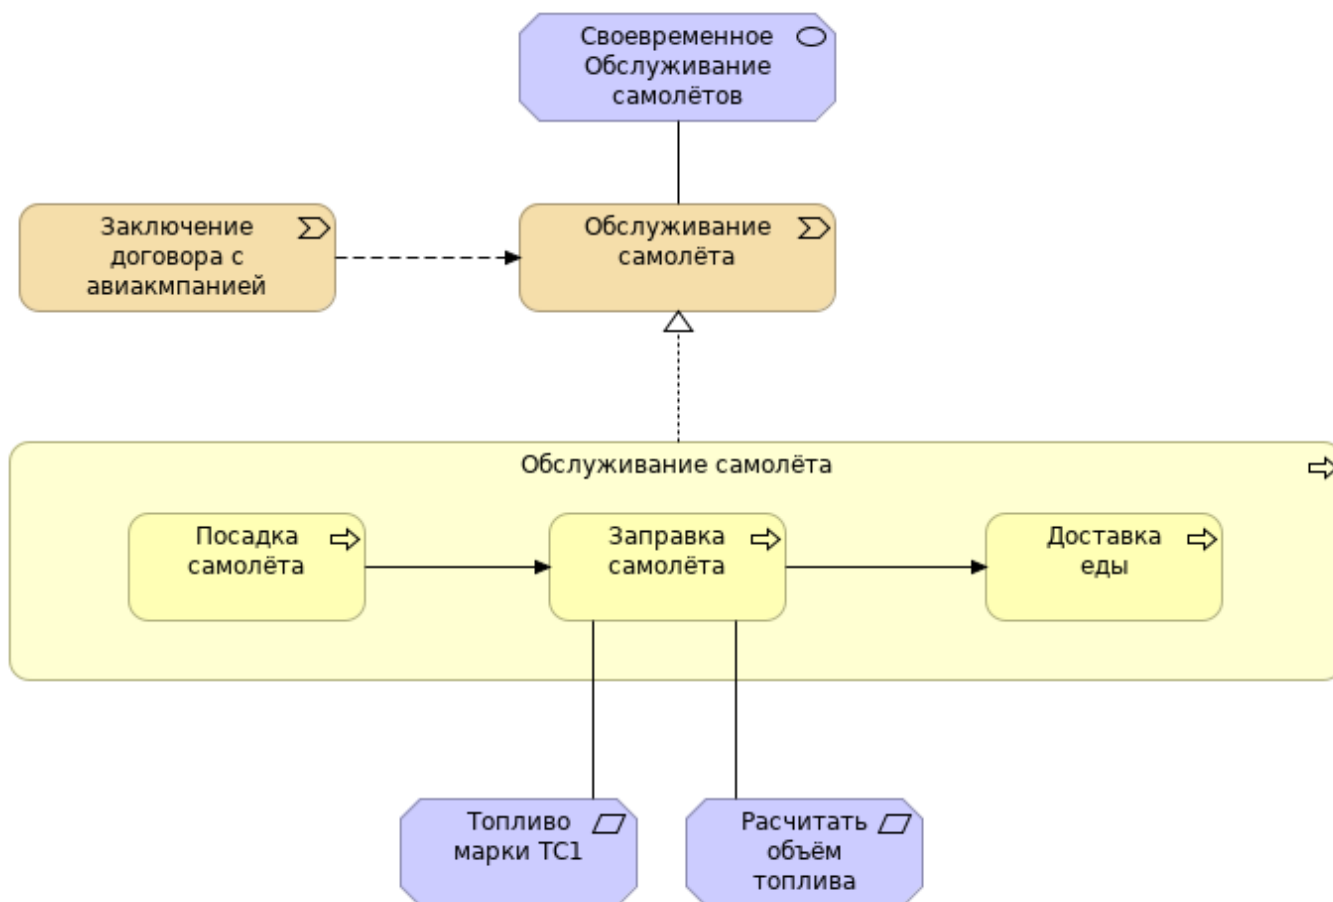 Своевременное
Обслуживание
самолётов
Заключение
договора с
авиакмпанией
Обслуживание
самолёта
Обслуживание самолёта
Посадка
самолёта
Заправка
самолёта
Доставка
еды
Топливо
марки ТС1
Расчитать
объём
топлива